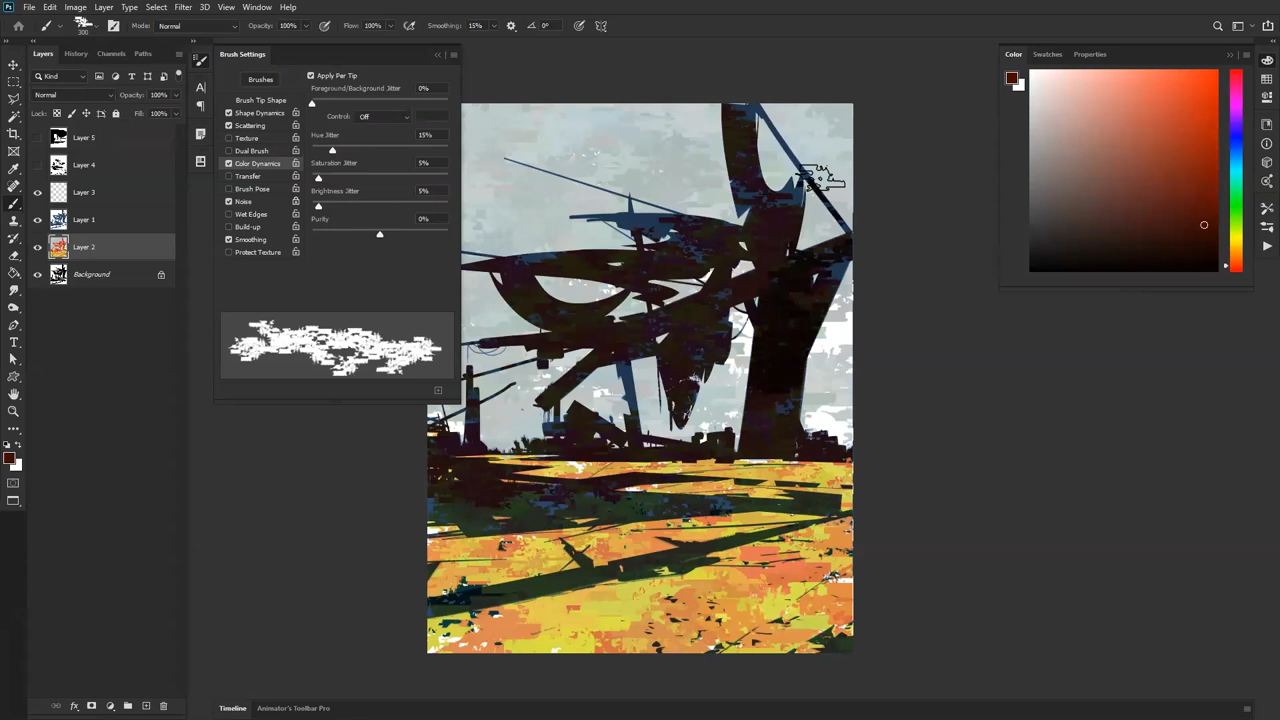 Ps File Edit Image Layer Type Select Filter 3D View Window Help
300 Mode: Normal Opacity: 100% Flow: 100% Smoothing: 15% 0°
Layers History Channels Paths
Kind
Normal Opacity: 100%
Lock: Fill: 100%
Layer 5
Layer 4
Layer 3
Layer 1
Layer 2
Background
Brush Settings
Brushes
Brush Tip Shape
Shape Dynamics
Scattering
Texture
Dual Brush
Color Dynamics
Transfer
Brush Pose
Noise
Wet Edges
Build-up
Smoothing
Protect Texture
Apply Per Tip
Foreground/Background Jitter 0%
Control: Off
Hue Jitter 15%
Saturation Jitter 5%
Brightness Jitter 5%
Purity 0%
Color Swatches Properties
Timeline Animator's Toolbar Pro